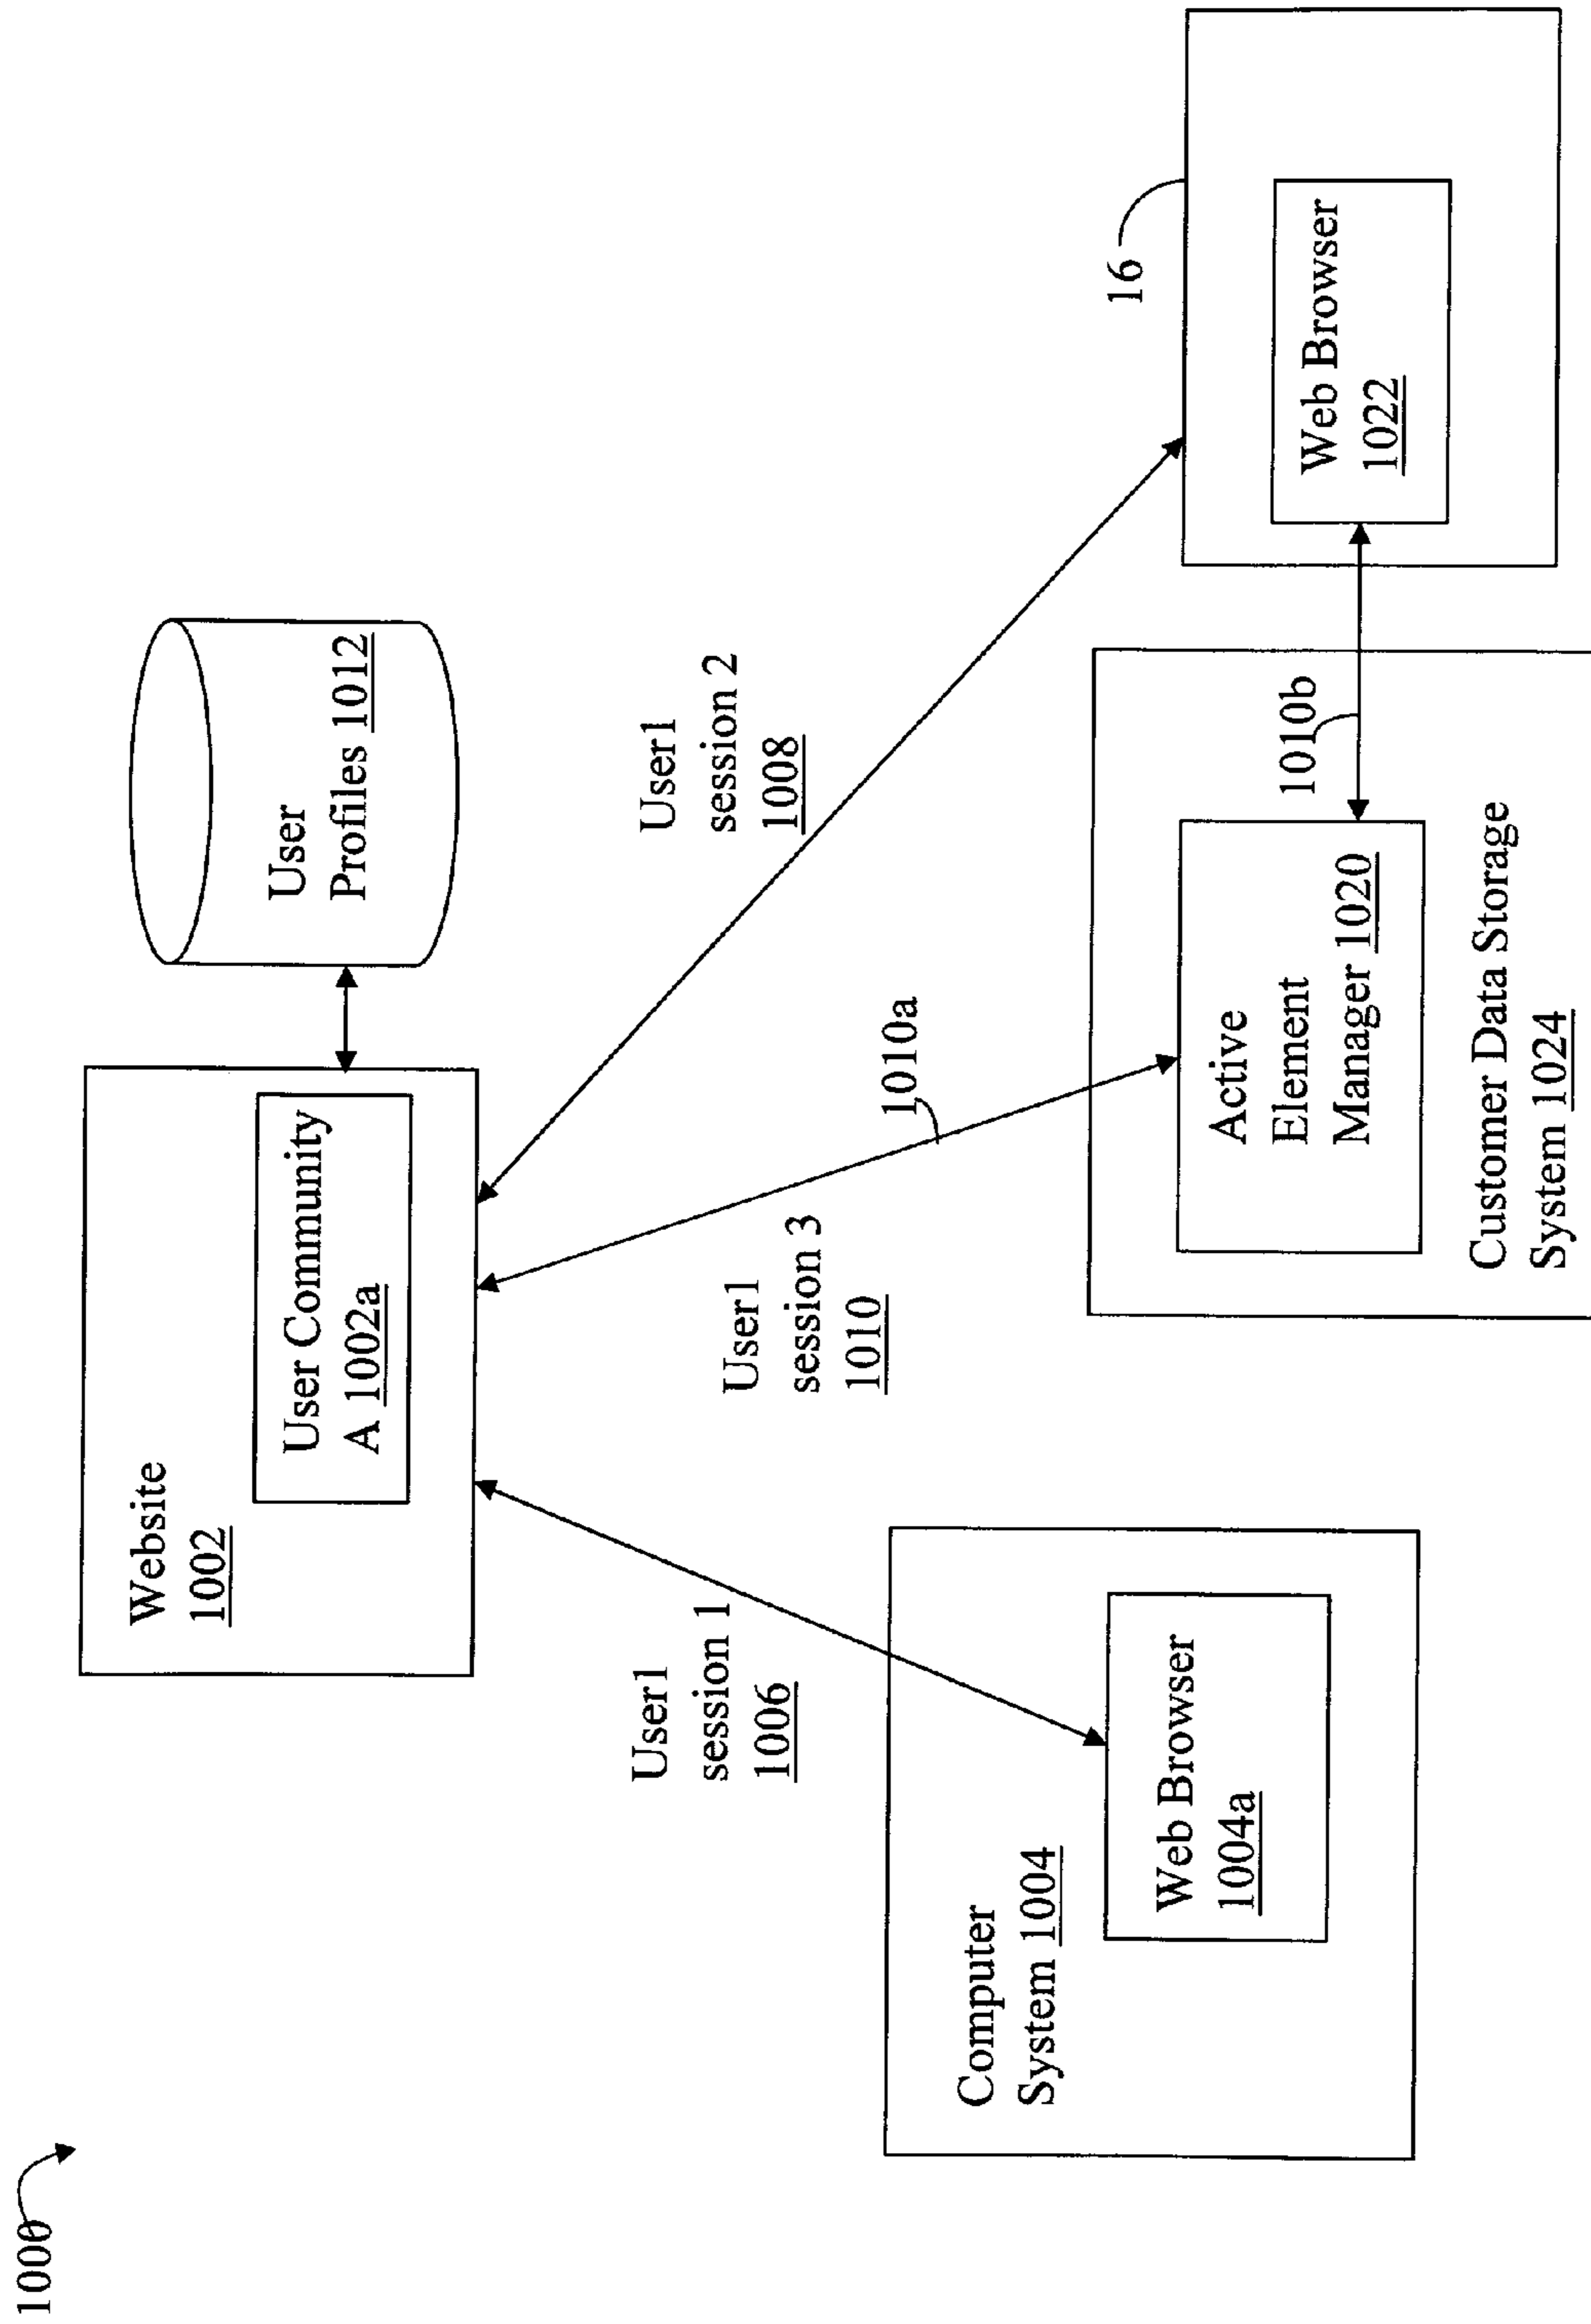 1000
Website
1002
User Community
A 1002a
User
Profiles 1012
User1
session 1
1006
User1
session 3
1010
1010a
User1
session 2
1008
Computer
System 1004
Web Browser
1004a
Active
Element
Manager 1020
Customer Data Storage
System 1024
1010b
16
Web Browser
1022